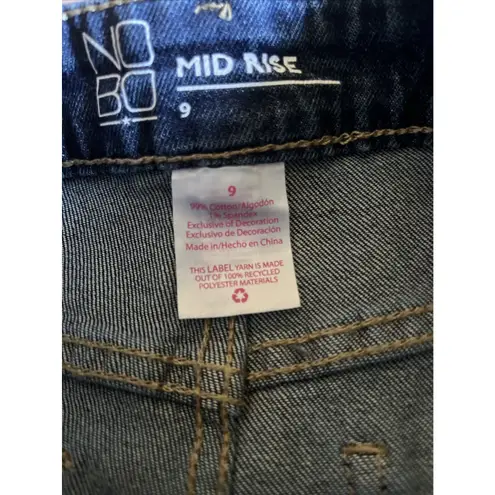 NO
BO
MID RISE
9
9
99% Cotton/Algodón
1% Spandex
Exclusive of Decoration
Exclusivo de Decoración
Made in/Hecho en China
THIS LABEL YARN IS MADE
OUT OF 100% RECYCLED
POLYESTER MATERIALS